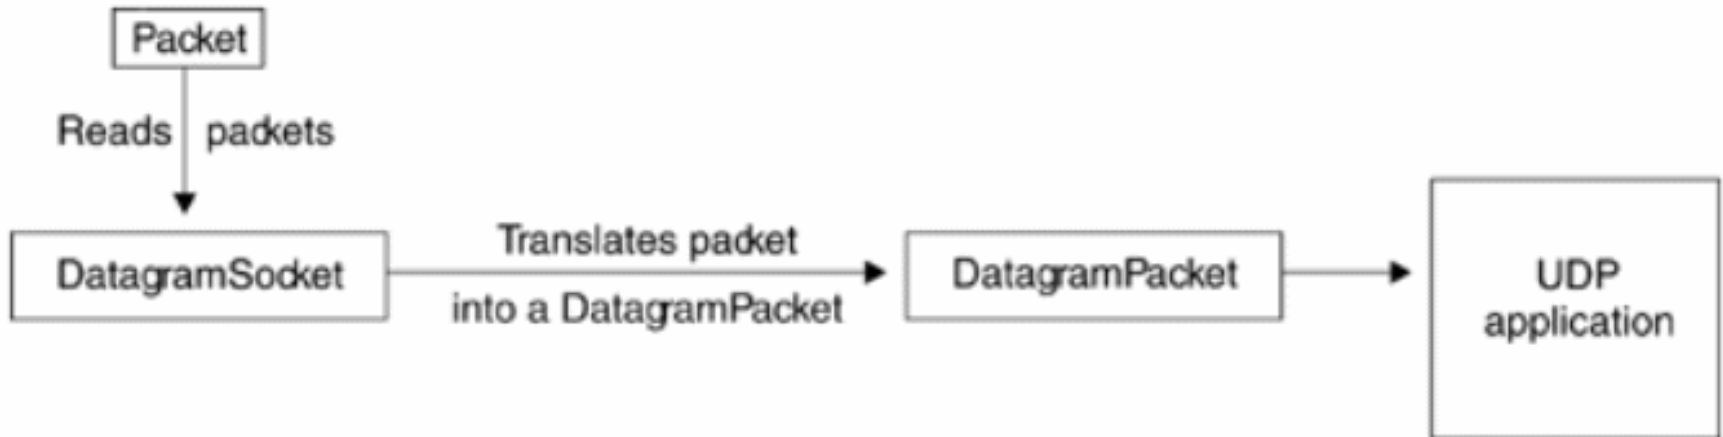 Packet
Reads packets
DatagramSocket
Translates packet
into a DatagramPacket
DatagramPacket
UDP
application